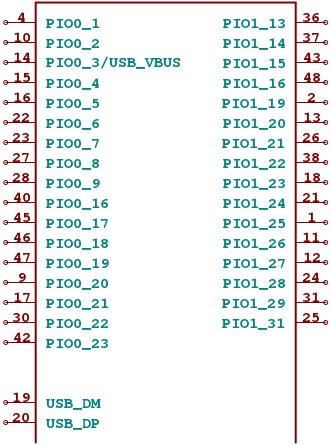 4 PIO0_1 PIO1_13 36
10 PIO0_2 PIO1_14 37
14 PIO0_3/USB_VBUS PIO1_15 43
15 PIO0_4 PIO1_16 48
16 PIO0_5 PIO1_19 2
22 PIO0_6 PIO1_20 13
23 PIO0_7 PIO1_21 26
27 PIO0_8 PIO1_22 38
28 PIO0_9 PIO1_23 18
40 PIO0_16 PIO1_24 21
45 PIO0_17 PIO1_25 1
46 PIO0_18 PIO1_26 11
47 PIO0_19 PIO1_27 12
9 PIO0_20 PIO1_28 24
17 PIO0_21 PIO1_29 31
30 PIO0_22 PIO1_31 25
42 PIO0_23
19 USB_DM
20 USB_DP